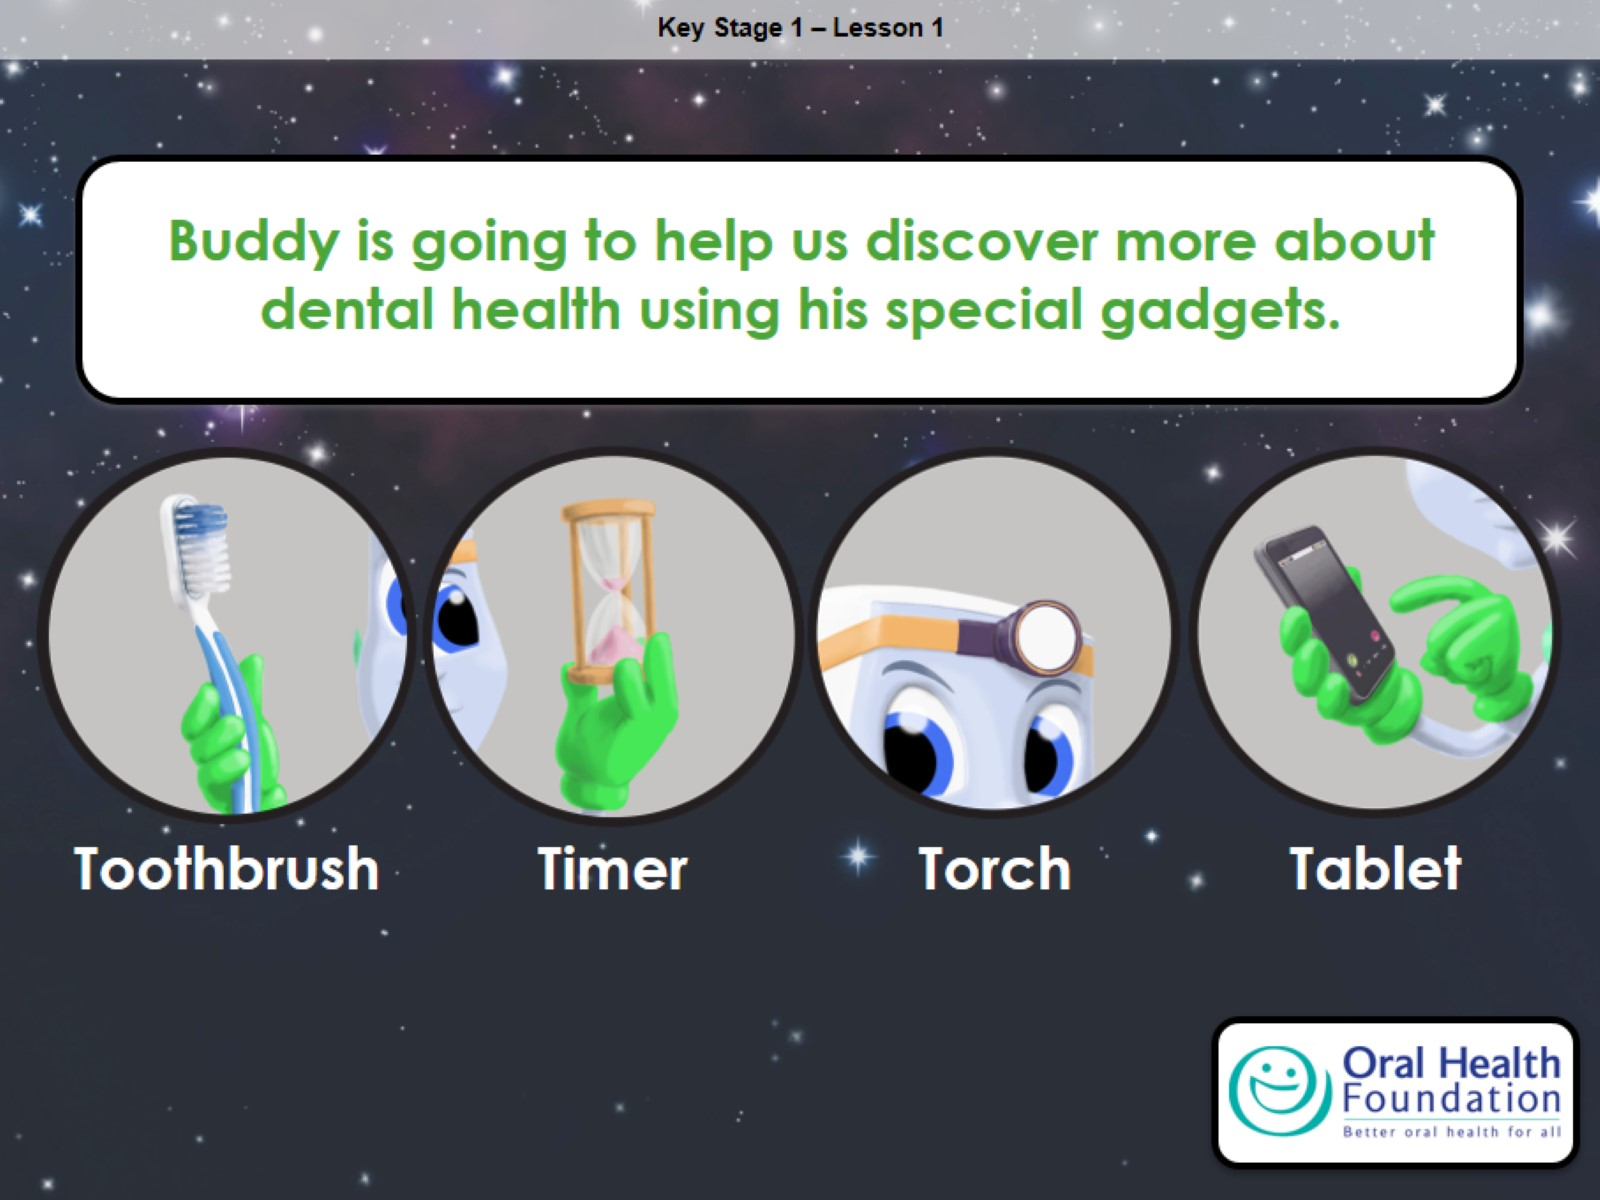 Key Stage 1 – Lesson 1
Buddy is going to help us discover more about
dental health using his special gadgets.
Toothbrush
Timer
Torch
Tablet
Oral Health
Foundation
Better oral health for all